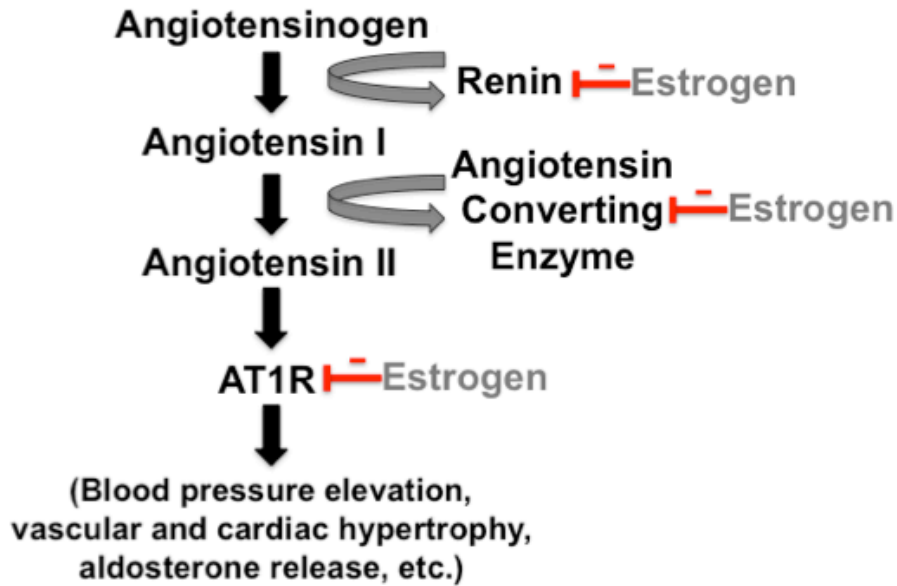 Angiotensinogen
Renin
Estrogen
Angiotensin I
Angiotensin
Converting
Enzyme
Estrogen
Angiotensin II
AT1R
Estrogen
(Blood pressure elevation,
vascular and cardiac hypertrophy,
aldosterone release, etc.)